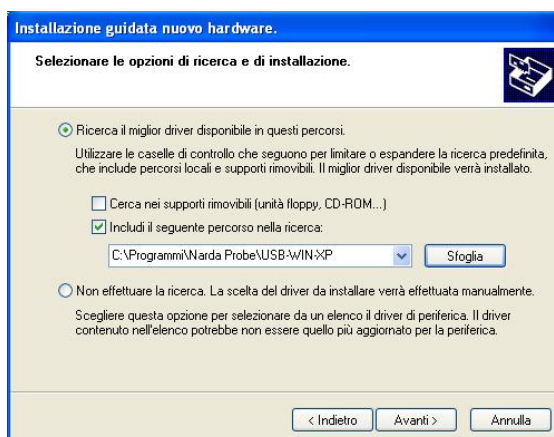 Installazione guidata nuovo hardware.
Selezionare le opzioni di ricerca e di installazione.
Ricerca il miglior driver disponibile in questi percorsi.
Utilizzare le caselle di controllo che seguono per limitare o espandere la ricerca predefinita,
che include percorsi locali e supporti rimovibili. Il miglior driver disponibile verrà installato.
Cerca nei supporti rimovibili (unità floppy, CD-ROM...)
Includi il seguente percorso nella ricerca:
C:\Programmi\Narda Probe\USB-WIN-XP
Sfoglia
Non effettuare la ricerca. La scelta del driver da installare verrà effettuata manualmente.
Scegliere questa opzione per selezionare da un elenco il driver di periferica. Il driver
contenuto nell'elenco potrebbe non essere quello più aggiornato per la periferica.
< Indietro Avanti > Annulla